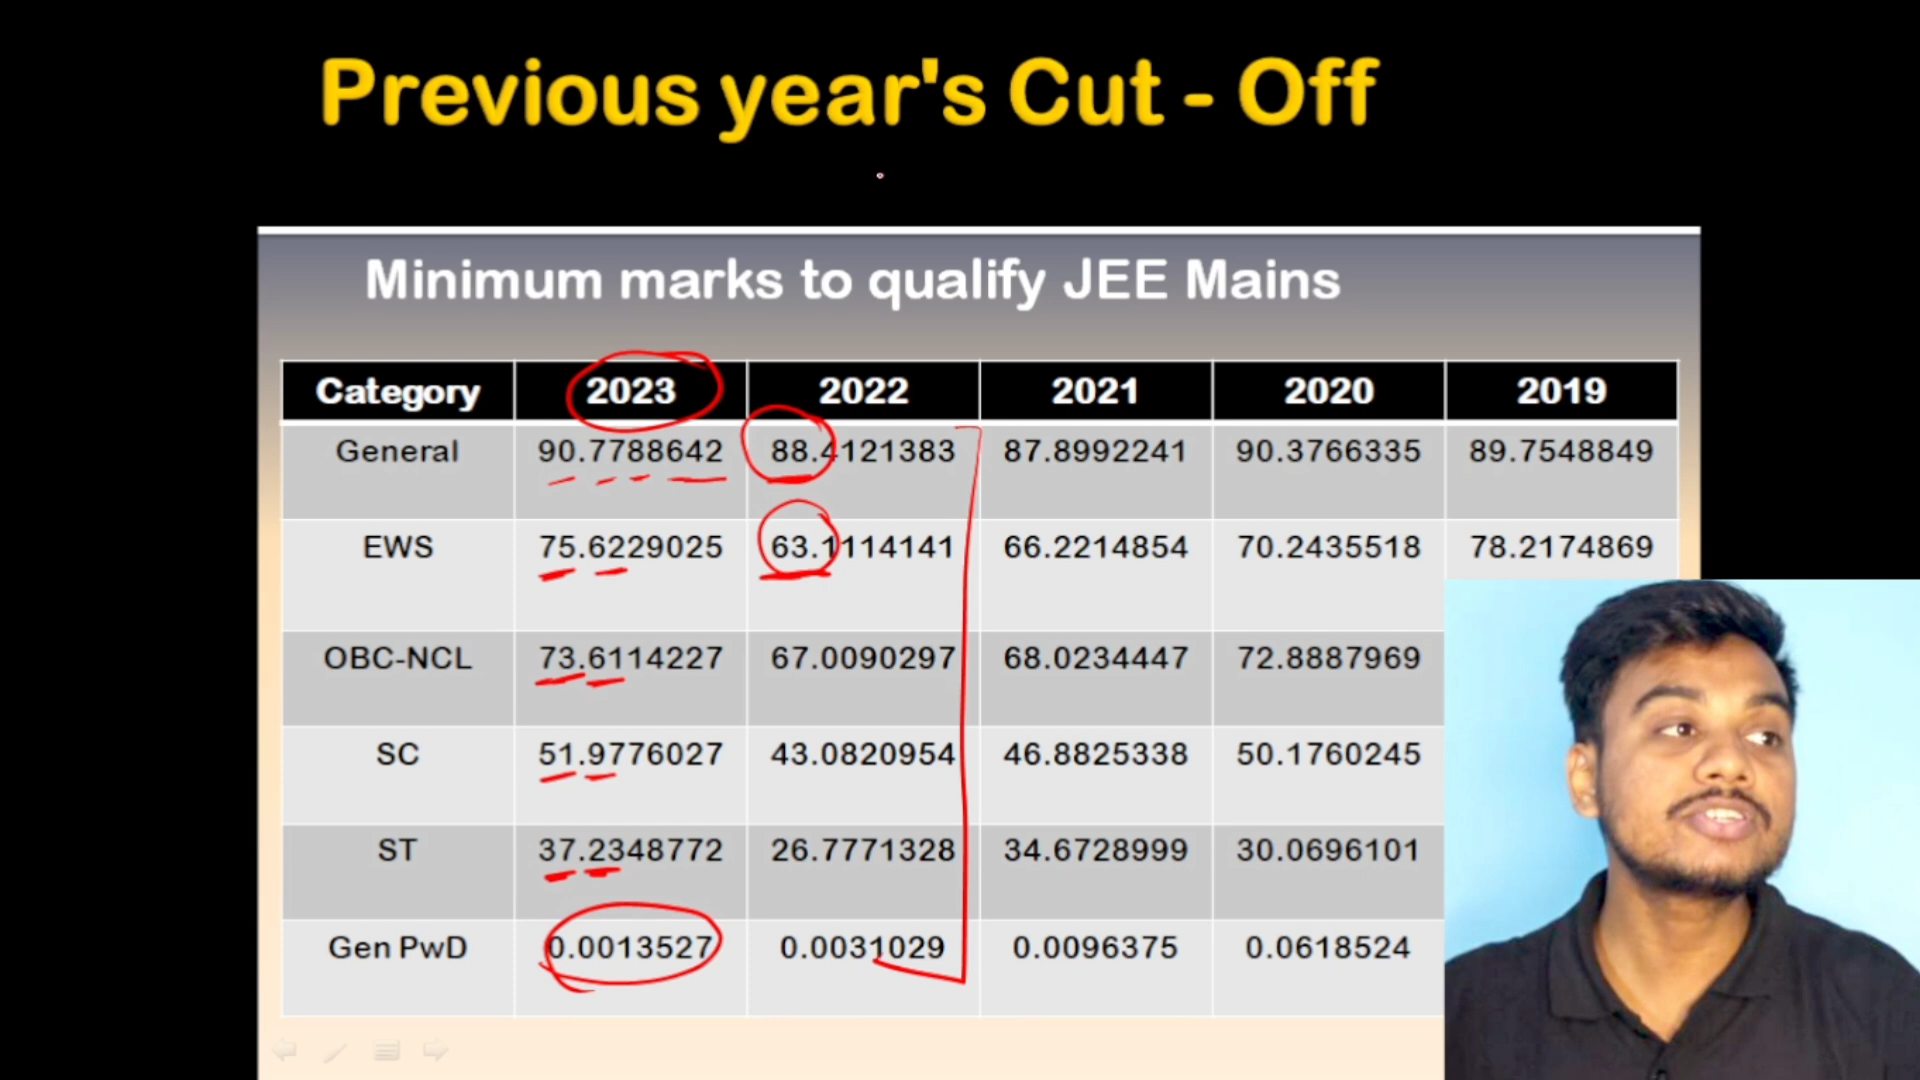 Previous year's Cut - Off
Minimum marks to qualify JEE Mains
Category 2023 2022 2021 2020 2019
General 90.7788642 88.4121383 87.8992241 90.3766335 89.7548849
EWS 75.6229025 63.1114141 66.2214854 70.2435518 78.2174869
OBC-NCL 73.6114227 67.0090297 68.0234447 72.8887969
SC 51.9776027 43.0820954 46.8825338 50.1760245
ST 37.2348772 26.7771328 34.6728999 30.0696101
Gen PwD 0.0013527 0.0031029 0.0096375 0.0618524